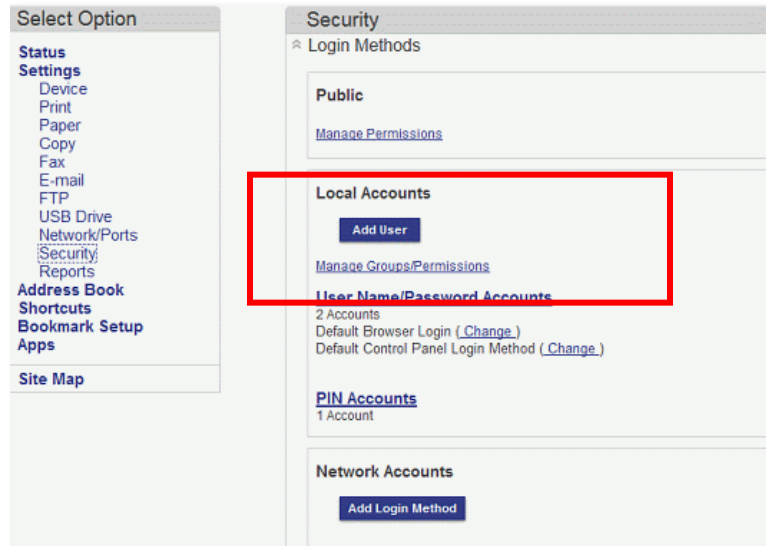 Select Option
Status
Settings
Device
Print
Paper
Copy
Fax
E-mail
FTP
USB Drive
Network/Ports
Security
Reports
Address Book
Shortcuts
Bookmark Setup
Apps
Site Map
Security
Login Methods
Public
Manage Permissions
Local Accounts
Add User
Manage Groups/Permissions
User Name/Password Accounts
2 Accounts
Default Browser Login ( Change )
Default Control Panel Login Method ( Change )
PIN Accounts
1 Account
Network Accounts
Add Login Method